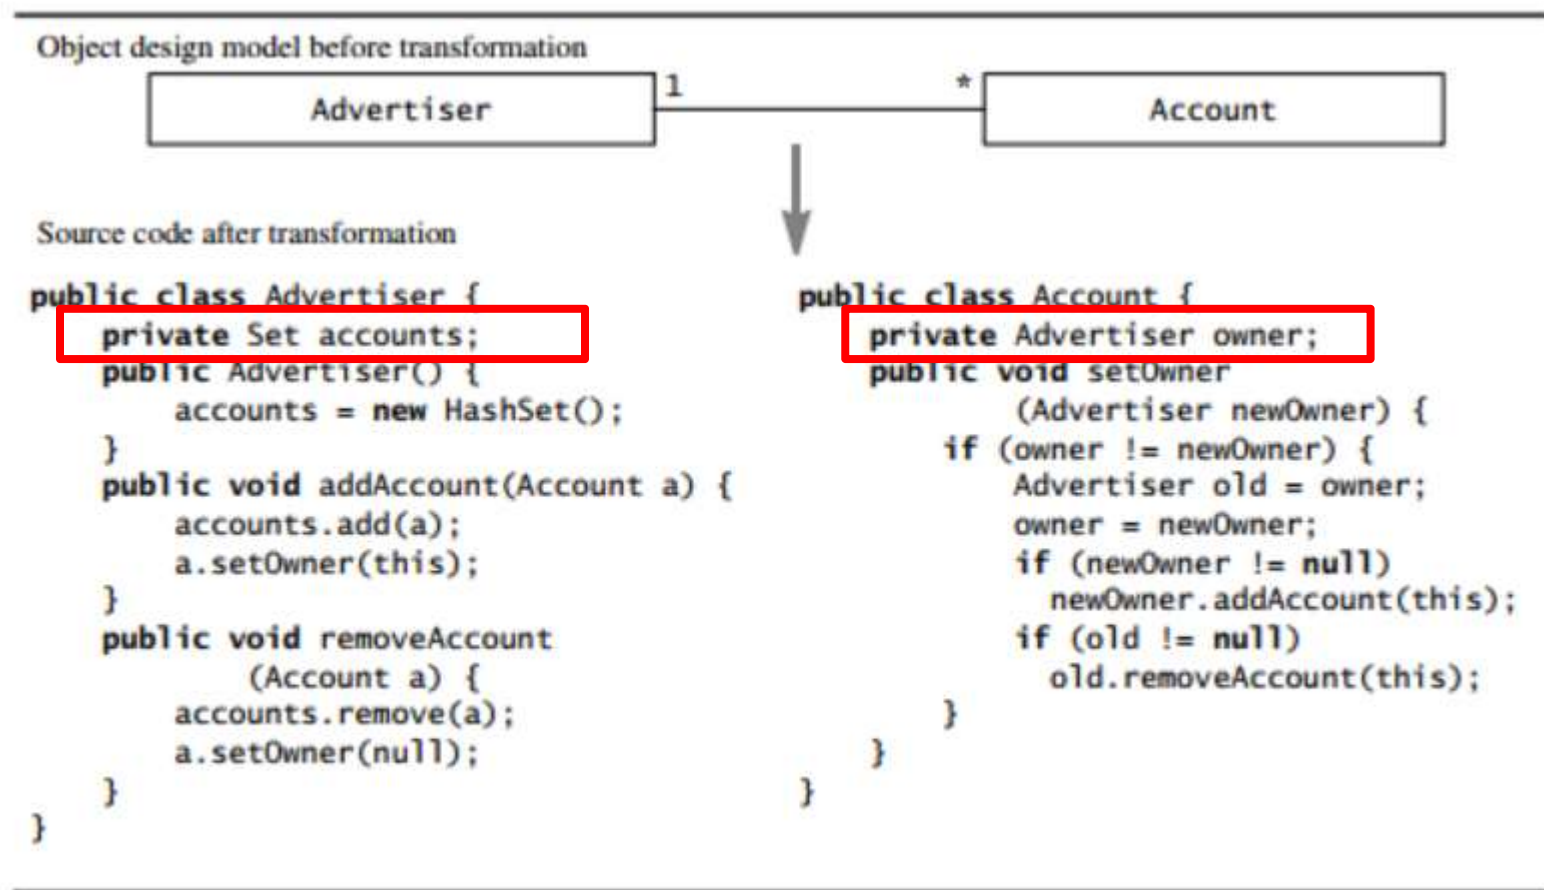 Object design model before transformation
Advertiser
1
*
Account
Source code after transformation
public class Advertiser {
private Set accounts;
public Advertiser() {
accounts = new HashSet();
}
public void addAccount(Account a) {
accounts.add(a);
a.setOwner(this);
}
public void removeAccount
(Account a) {
accounts.remove(a);
a.setOwner(null);
}
}
public class Account {
private Advertiser owner;
public void setOwner
(Advertiser newOwner) {
if (owner != newOwner) {
Advertiser old = owner;
owner = newOwner;
if (newOwner != null)
newOwner.addAccount(this);
if (old != null)
old.removeAccount(this);
}
}
}